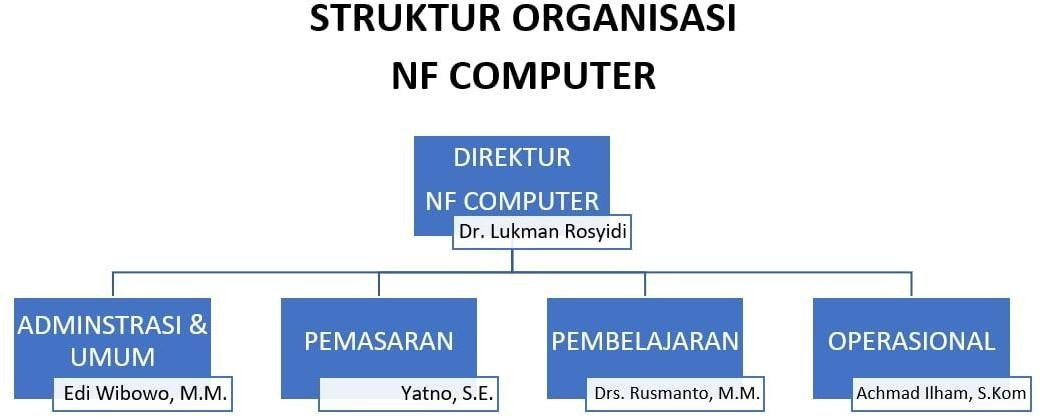 STRUKTUR ORGANISASI
NF COMPUTER
DIREKTUR
NF COMPUTER
Dr. Lukman Rosyidi
ADMINSTRASI &
UMUM
Edi Wibowo, M.M.
PEMASARAN
Yatno, S.E.
PEMBELAJARAN
Drs. Rusmanto, M.M.
OPERASIONAL
Achmad Ilham, S.Kom